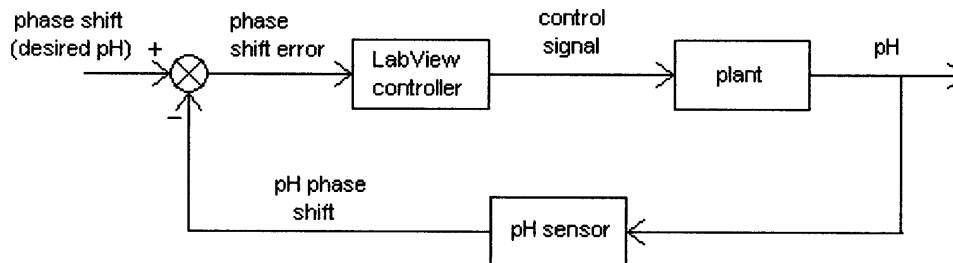 phase shift
(desired pH)
+
−
phase
shift error
LabView
controller
control
signal
plant
pH
pH phase
shift
pH sensor